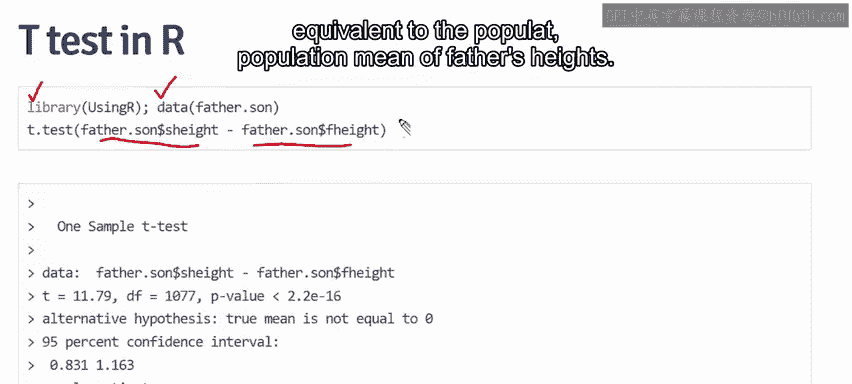 T test in R
equivalent to the populat,
population mean of father's heights.
library(UsingR); data(father.son)
t.test(father.son$sheight - father.son$fheight)
>
> One Sample t-test
>
> data: father.son$sheight - father.son$fheight
> t = 11.79, df = 1077, p-value < 2.2e-16
> alternative hypothesis: true mean is not equal to 0
> 95 percent confidence interval:
> 0.831 1.163